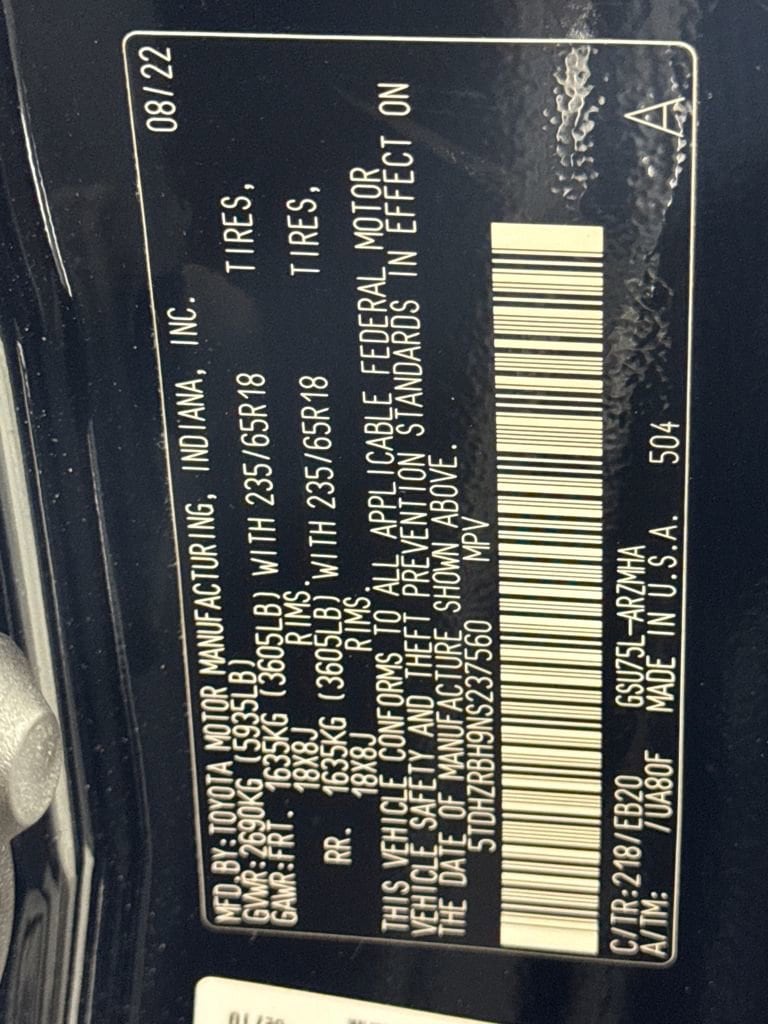 MFD BY:TOYOTA MOTOR MANUFACTURING, INDIANA, INC. 08/22
GVWR:2690KG (5935LB)
GAWR:FRT. 1635KG (3605LB) WITH 235/65R18 TIRES,
18X8J RIMS.
RR. 1635KG (3605LB) WITH 235/65R18 TIRES,
18X8J RIMS.
THIS VEHICLE CONFORMS TO ALL APPLICABLE FEDERAL MOTOR
VEHICLE SAFETY AND THEFT PREVENTION STANDARDS IN EFFECT ON
THE DATE OF MANUFACTURE SHOWN ABOVE.
5TDHZRBH9NS237560 MPV
C/TR:218/EB20 GSU75L-ARZMHA
A/TM: /UA80F MADE IN U.S.A. 504 A